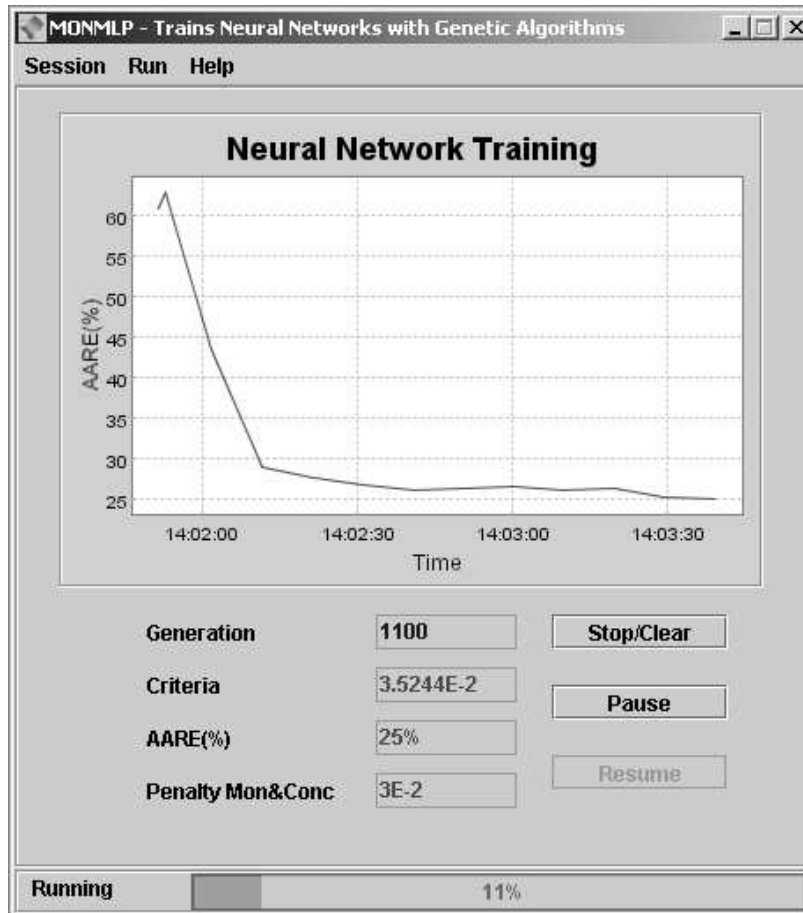 MONMLP - Trains Neural Networks with Genetic Algorithms
Session Run Help
Neural Network Training
60
55
50
45
40
35
30
25
AARE(%)
14:02:00 14:02:30 14:03:00 14:03:30
Time
Generation 1100 Stop/Clear
Criteria 3.5244E-2
Pause
AARE(%) 25%
Resume
Penalty Mon&Conc 3E-2
Running 11%